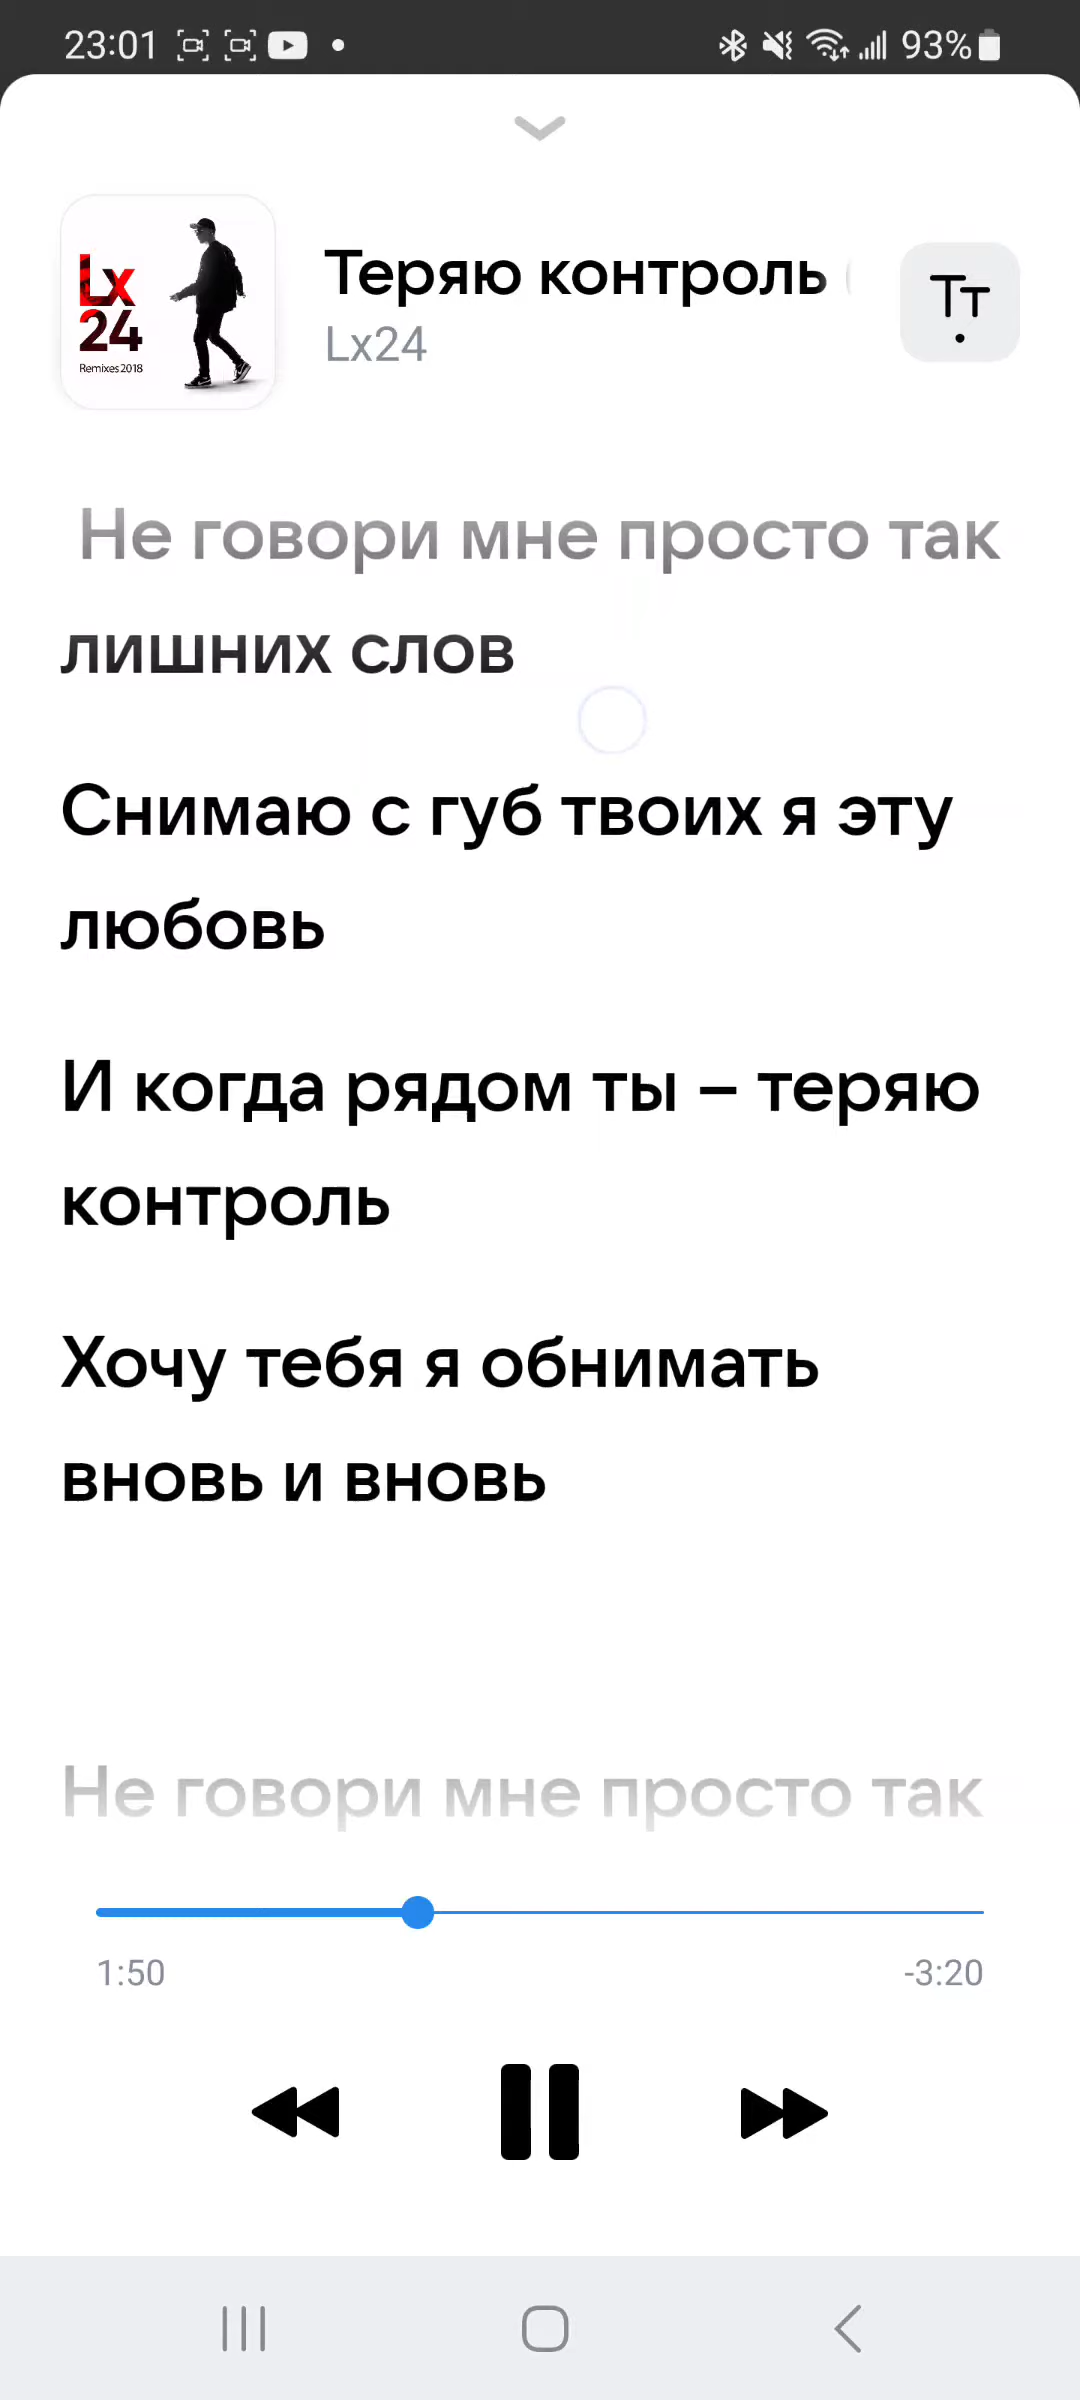 23:01
93%
Lx
24
Remixes 2018
Теряю контроль
Lx24
Тт
Не говори мне просто так
лишних слов
Снимаю с губ твоих я эту
любовь
И когда рядом ты – теряю
контроль
Хочу тебя я обнимать
вновь и вновь
Не говори мне просто так
1:50
-3:20